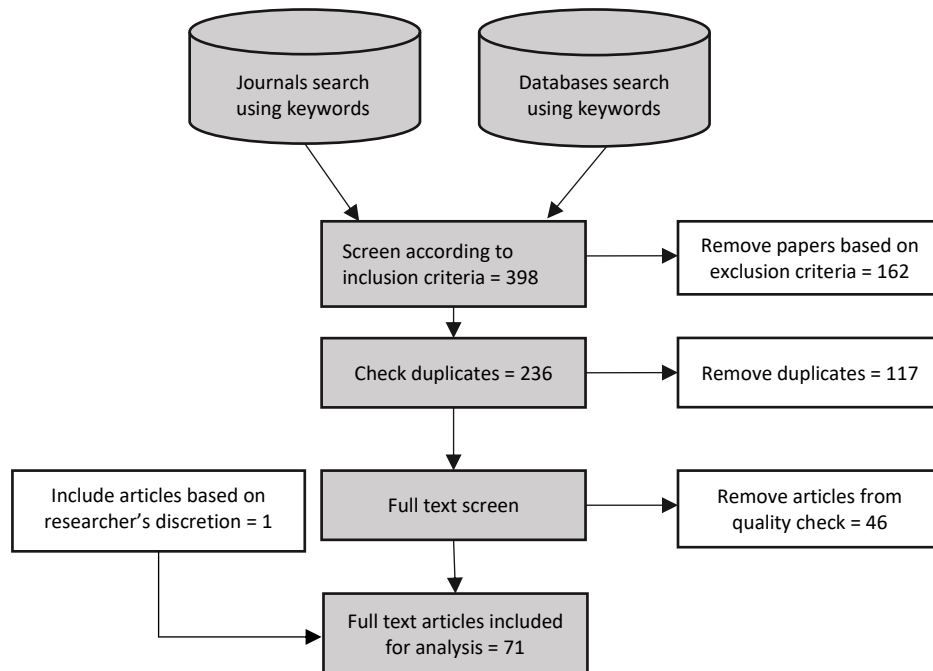 Journals search
using keywords
Databases search
using keywords
Screen according to
inclusion criteria = 398
Remove papers based on
exclusion criteria = 162
Check duplicates = 236
Remove duplicates = 117
Include articles based on
researcher’s discretion = 1
Full text screen
Remove articles from
quality check = 46
Full text articles included
for analysis = 71